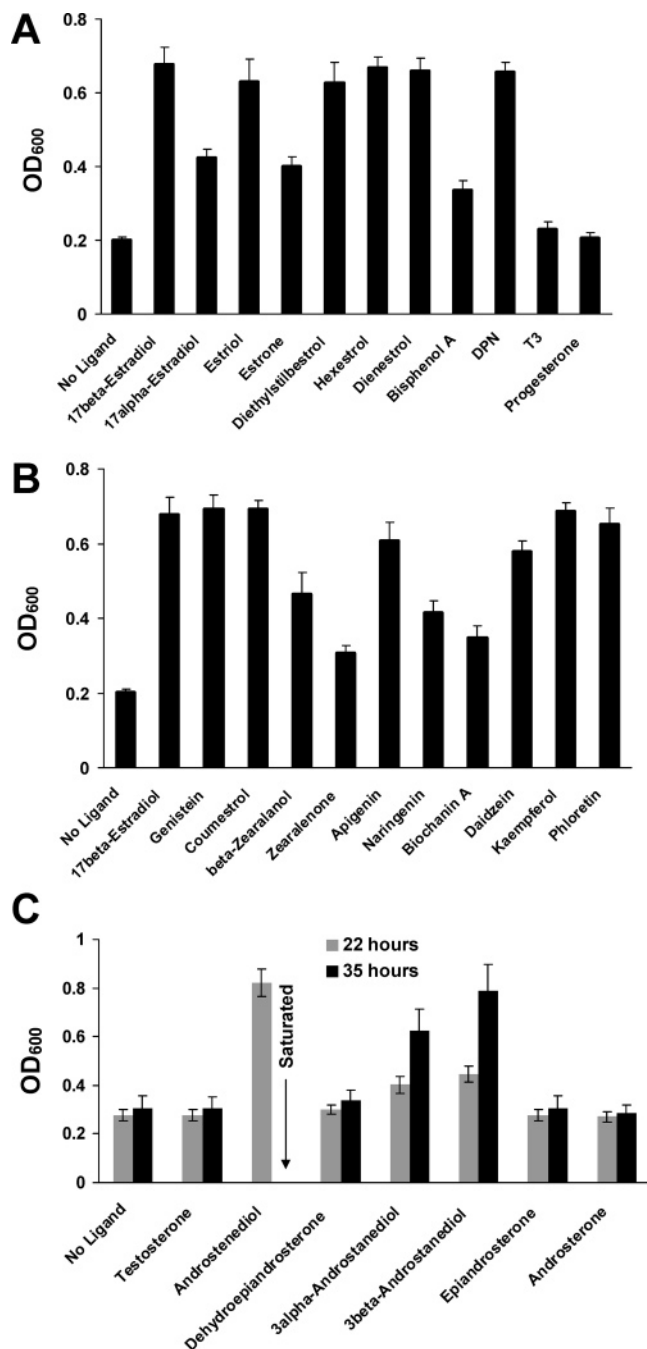 A
OD600
0.8
0.6
0.4
0.2
0
No Ligand
17beta-Estradiol
17alpha-Estradiol
Estriol
Estrone
Diethylstilbestrol
Hexestrol
Dienestrol
Bisphenol A
DPN
T3
Progesterone
B
OD600
0.8
0.6
0.4
0.2
0
No Ligand
17beta-Estradiol
Genistein
Coumestrol
beta-Zearalanol
Zearalenone
Apigenin
Naringenin
Biochanin A
Daidzein
Kaempferol
Phloretin
C
OD600
1
0.8
0.6
0.4
0.2
0
22 hours
35 hours
Saturated
No Ligand
Testosterone
Androstenediol
Dehydroepiandrosterone
3alpha-Androstanediol
3beta-Androstanediol
Epiandrosterone
Androsterone